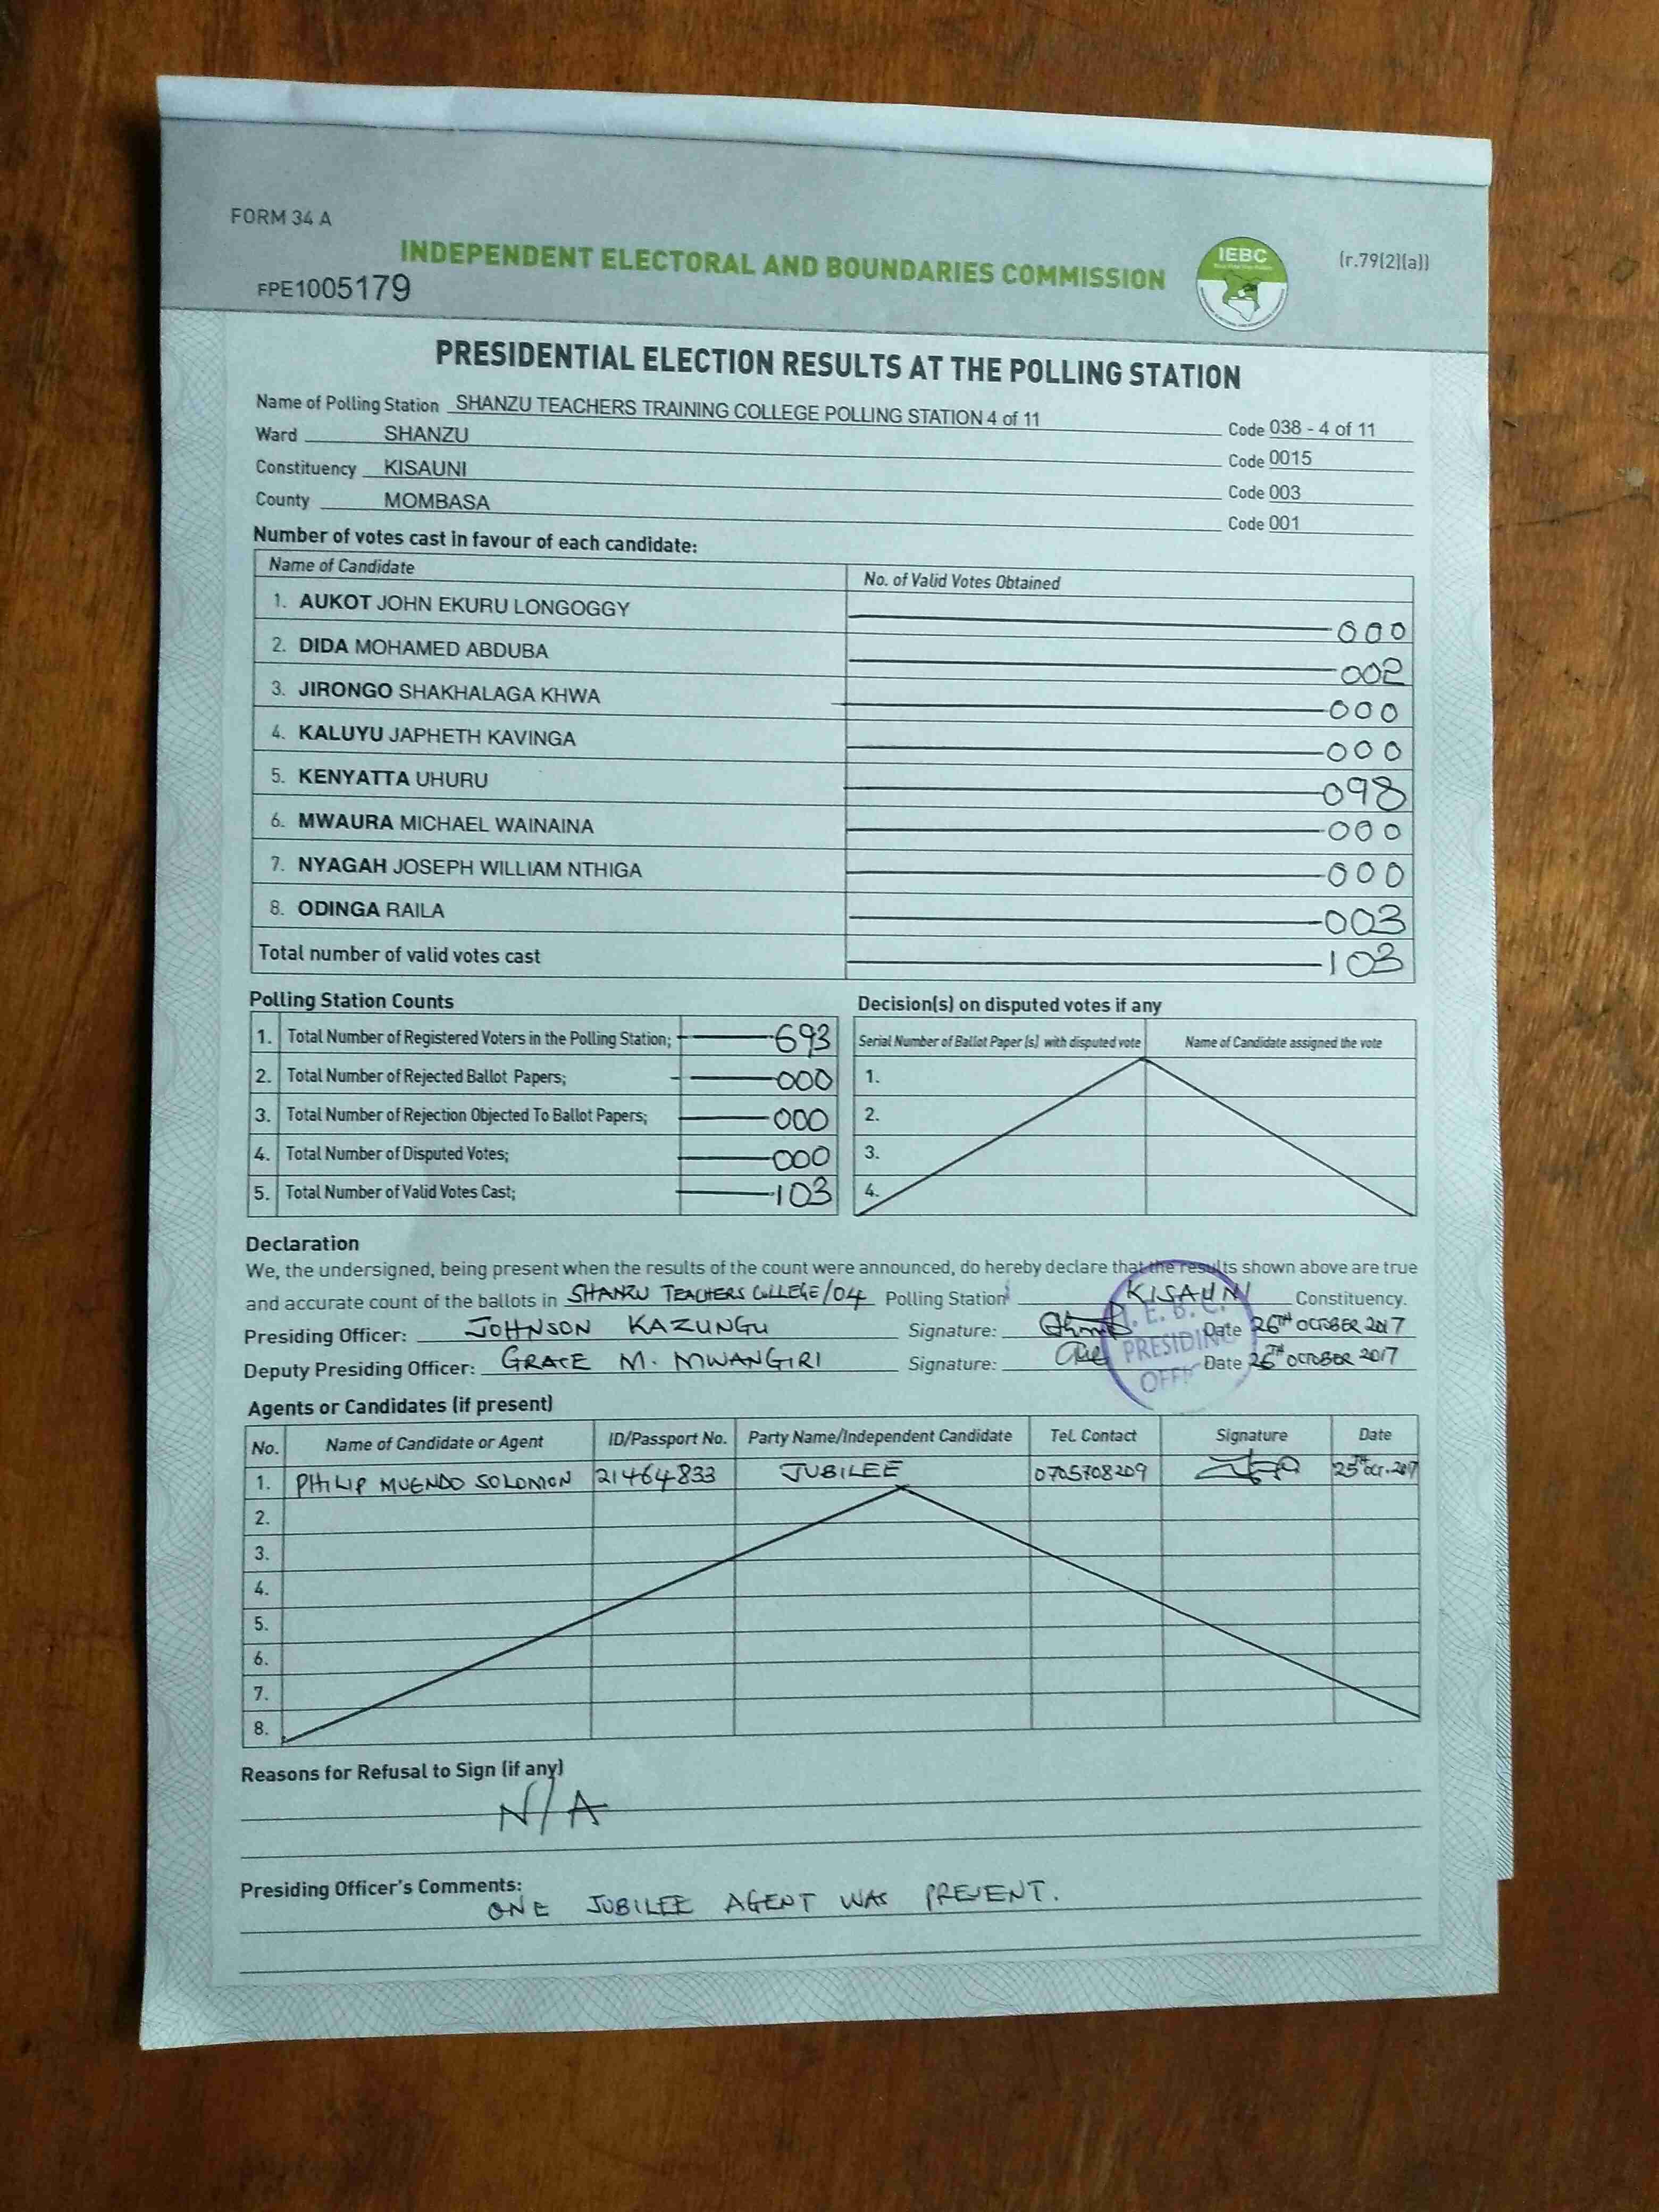 FORM 34 A
INDEPENDENT ELECTORAL AND BOUNDARIES COMMISSION
IEBC
(r.79(2)(a))
FPE1005179
PRESIDENTIAL ELECTION RESULTS AT THE POLLING STATION
Name of Polling Station SHANZU TEACHERS TRAINING COLLEGE POLLING STATION 4 of 11 Code 038 - 4 of 11
Ward SHANZU Code 0015
Constituency KISAUNI Code 003
County MOMBASA Code 001
Number of votes cast in favour of each candidate:
Name of Candidate No. of Valid Votes Obtained
1. AUKOT JOHN EKURU LONGOGGY 000
2. DIDA MOHAMED ABDUBA 002
3. JIRONGO SHAKHALAGA KHWA 000
4. KALUYU JAPHETH KAVINGA 000
5. KENYATTA UHURU 098
6. MWAURA MICHAEL WAINAINA 000
7. NYAGAH JOSEPH WILLIAM NTHIGA 000
8. ODINGA RAILA 003
Total number of valid votes cast 103
Polling Station Counts
1. Total Number of Registered Voters in the Polling Station; 693
2. Total Number of Rejected Ballot Papers; 000
3. Total Number of Rejection Objected To Ballot Papers; 000
4. Total Number of Disputed Votes; 000
5. Total Number of Valid Votes Cast; 103
Decision(s) on disputed votes if any
Serial Number of Ballot Paper (s) with disputed vote Name of Candidate assigned the vote
1.
2.
3.
4.
Declaration
We, the undersigned, being present when the results of the count were announced, do hereby declare that the results shown above are true
and accurate count of the ballots in SHANZU TEACHERS COLLEGE/04 Polling Station KISAUNI Constituency.
Presiding Officer: JOHNSON KAZUNGU Signature: Date 26TH OCTOBER 2017
Deputy Presiding Officer: GRACE M. MWANGIRI Signature: Date 26TH OCTOBER 2017
I. E. B. C.
PRESIDING
Agents or Candidates (if present)
No. Name of Candidate or Agent ID/Passport No. Party Name/Independent Candidate Tel. Contact Signature Date
1. PHILIP MUENDO SOLOMON 21464833 JUBILEE 0705708209 25TH OCT. 2017
2.
3.
4.
5.
6.
7.
8.
Reasons for Refusal to Sign (if any)
N/A
Presiding Officer's Comments:
ONE JUBILEE AGENT WAS PRESENT.